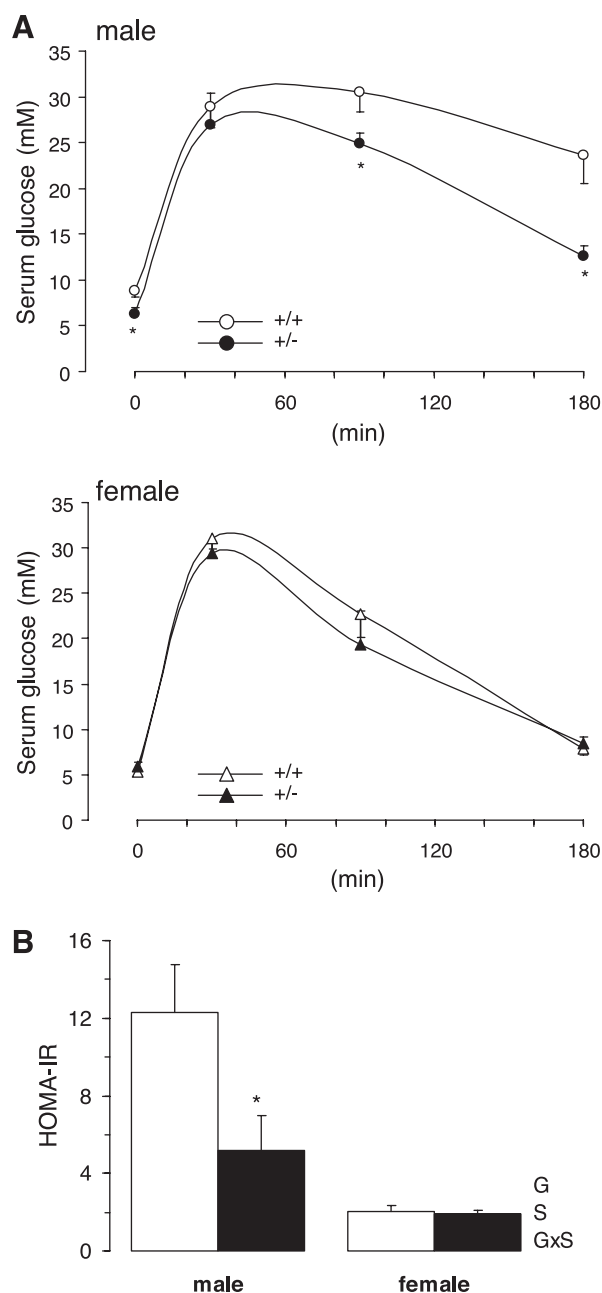 A
male
35
30
25
20
15
10
5
0
Serum glucose (mM)
*
*
*
+/+
+/-
0 60 120 180
(min)
female
35
30
25
20
15
10
5
0
Serum glucose (mM)
+/+
+/-
0 60 120 180
(min)
B
16
12
8
4
0
HOMA-IR
*
G
S
GxS
male female